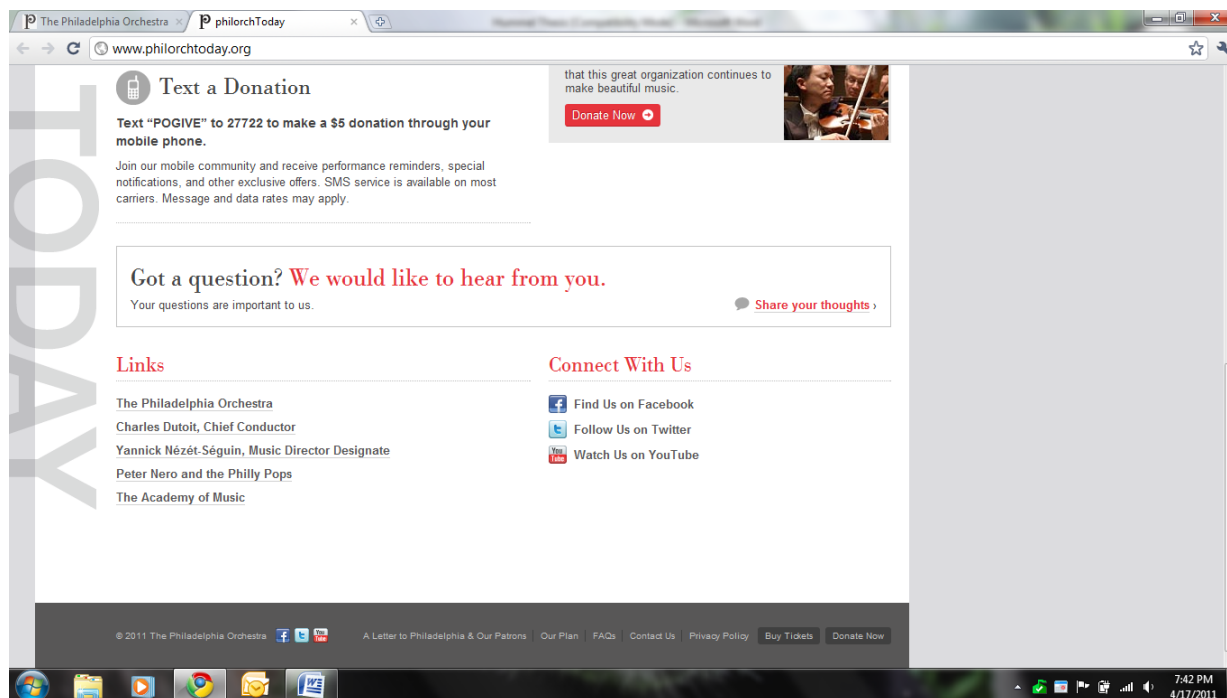 The Philadelphia Orchestra
philorchToday
www.philorchtoday.org
TODAY
Text a Donation
Text “POGIVE” to 27722 to make a $5 donation through your
mobile phone.
Join our mobile community and receive performance reminders, special
notifications, and other exclusive offers. SMS service is available on most
carriers. Message and data rates may apply.
that this great organization continues to
make beautiful music.
Donate Now
Got a question? We would like to hear from you.
Your questions are important to us.
Share your thoughts ›
Links
The Philadelphia Orchestra
Charles Dutoit, Chief Conductor
Yannick Nézét-Séguin, Music Director Designate
Peter Nero and the Philly Pops
The Academy of Music
Connect With Us
Find Us on Facebook
Follow Us on Twitter
Watch Us on YouTube
© 2011 The Philadelphia Orchestra
A Letter to Philadelphia & Our Patrons | Our Plan | FAQs | Contact Us | Privacy Policy
Buy Tickets
Donate Now
7:42 PM
4/17/2011